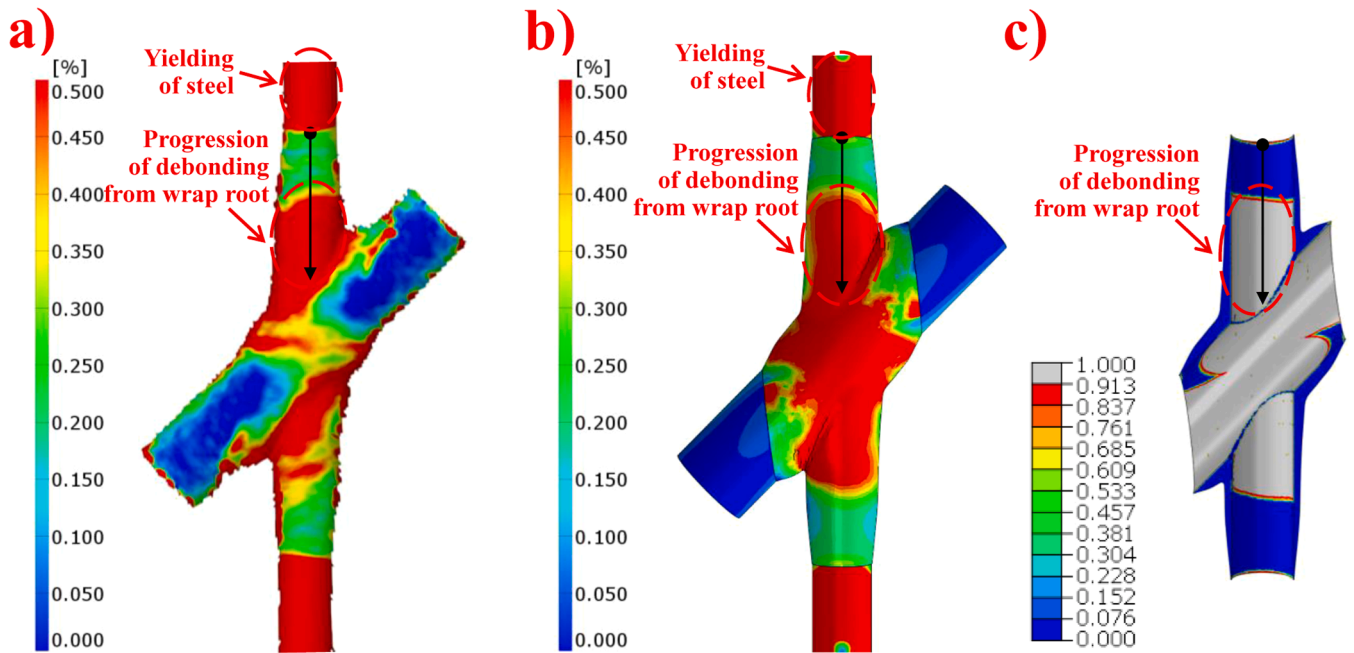 a)
[%]
0.500
0.450
0.400
0.350
0.300
0.250
0.200
0.150
0.100
0.050
0.000
Yielding
of steel
Progression
of debonding
from wrap root
b)
[%]
0.500
0.450
0.400
0.350
0.300
0.250
0.200
0.150
0.100
0.050
0.000
Yielding
of steel
Progression
of debonding
from wrap root
c)
Progression
of debonding
from wrap root
1.000
0.913
0.837
0.761
0.685
0.609
0.533
0.457
0.381
0.304
0.228
0.152
0.076
0.000